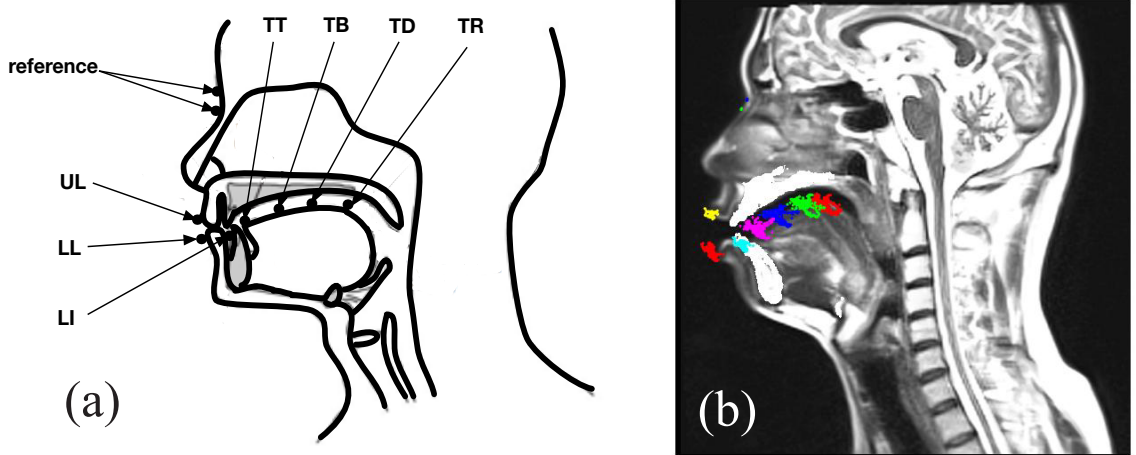 TT TB TD TR
reference
UL
LL
LI
(a)
(b)